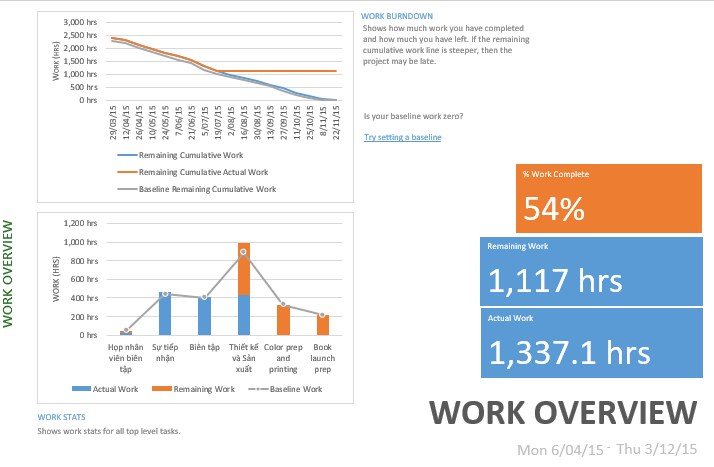 3,000 hrs
2,500 hrs
2,000 hrs
1,500 hrs
1,000 hrs
500 hrs
0 hrs
WORK (HRS)
29/03/15
12/04/15
26/04/15
10/05/15
24/05/15
7/06/15
21/06/15
5/07/15
19/07/15
2/08/15
16/08/15
30/08/15
13/09/15
27/09/15
11/10/15
25/10/15
8/11/15
22/11/15
Remaining Cumulative Work
Remaining Cumulative Actual Work
Baseline Remaining Cumulative Work
WORK BURNDOWN
Shows how much work you have completed
and how much you have left. If the remaining
cumulative work line is steeper, then the
project may be late.
Is your baseline work zero?
Try setting a baseline
% Work Complete
54%
Remaining Work
1,117 hrs
Actual Work
1,337.1 hrs
WORK OVERVIEW
1,200 hrs
1,000 hrs
800 hrs
600 hrs
400 hrs
200 hrs
0 hrs
WORK (HRS)
Họp nhân
viên biên
tập
Sự tiếp
nhận
Biên tập
Thiết kế
và Sản
xuất
Color prep
and
printing
Book
launch
prep
Actual Work
Remaining Work
Baseline Work
WORK STATS
Shows work stats for all top level tasks.
WORK OVERVIEW
Mon 6/04/15 - Thu 3/12/15